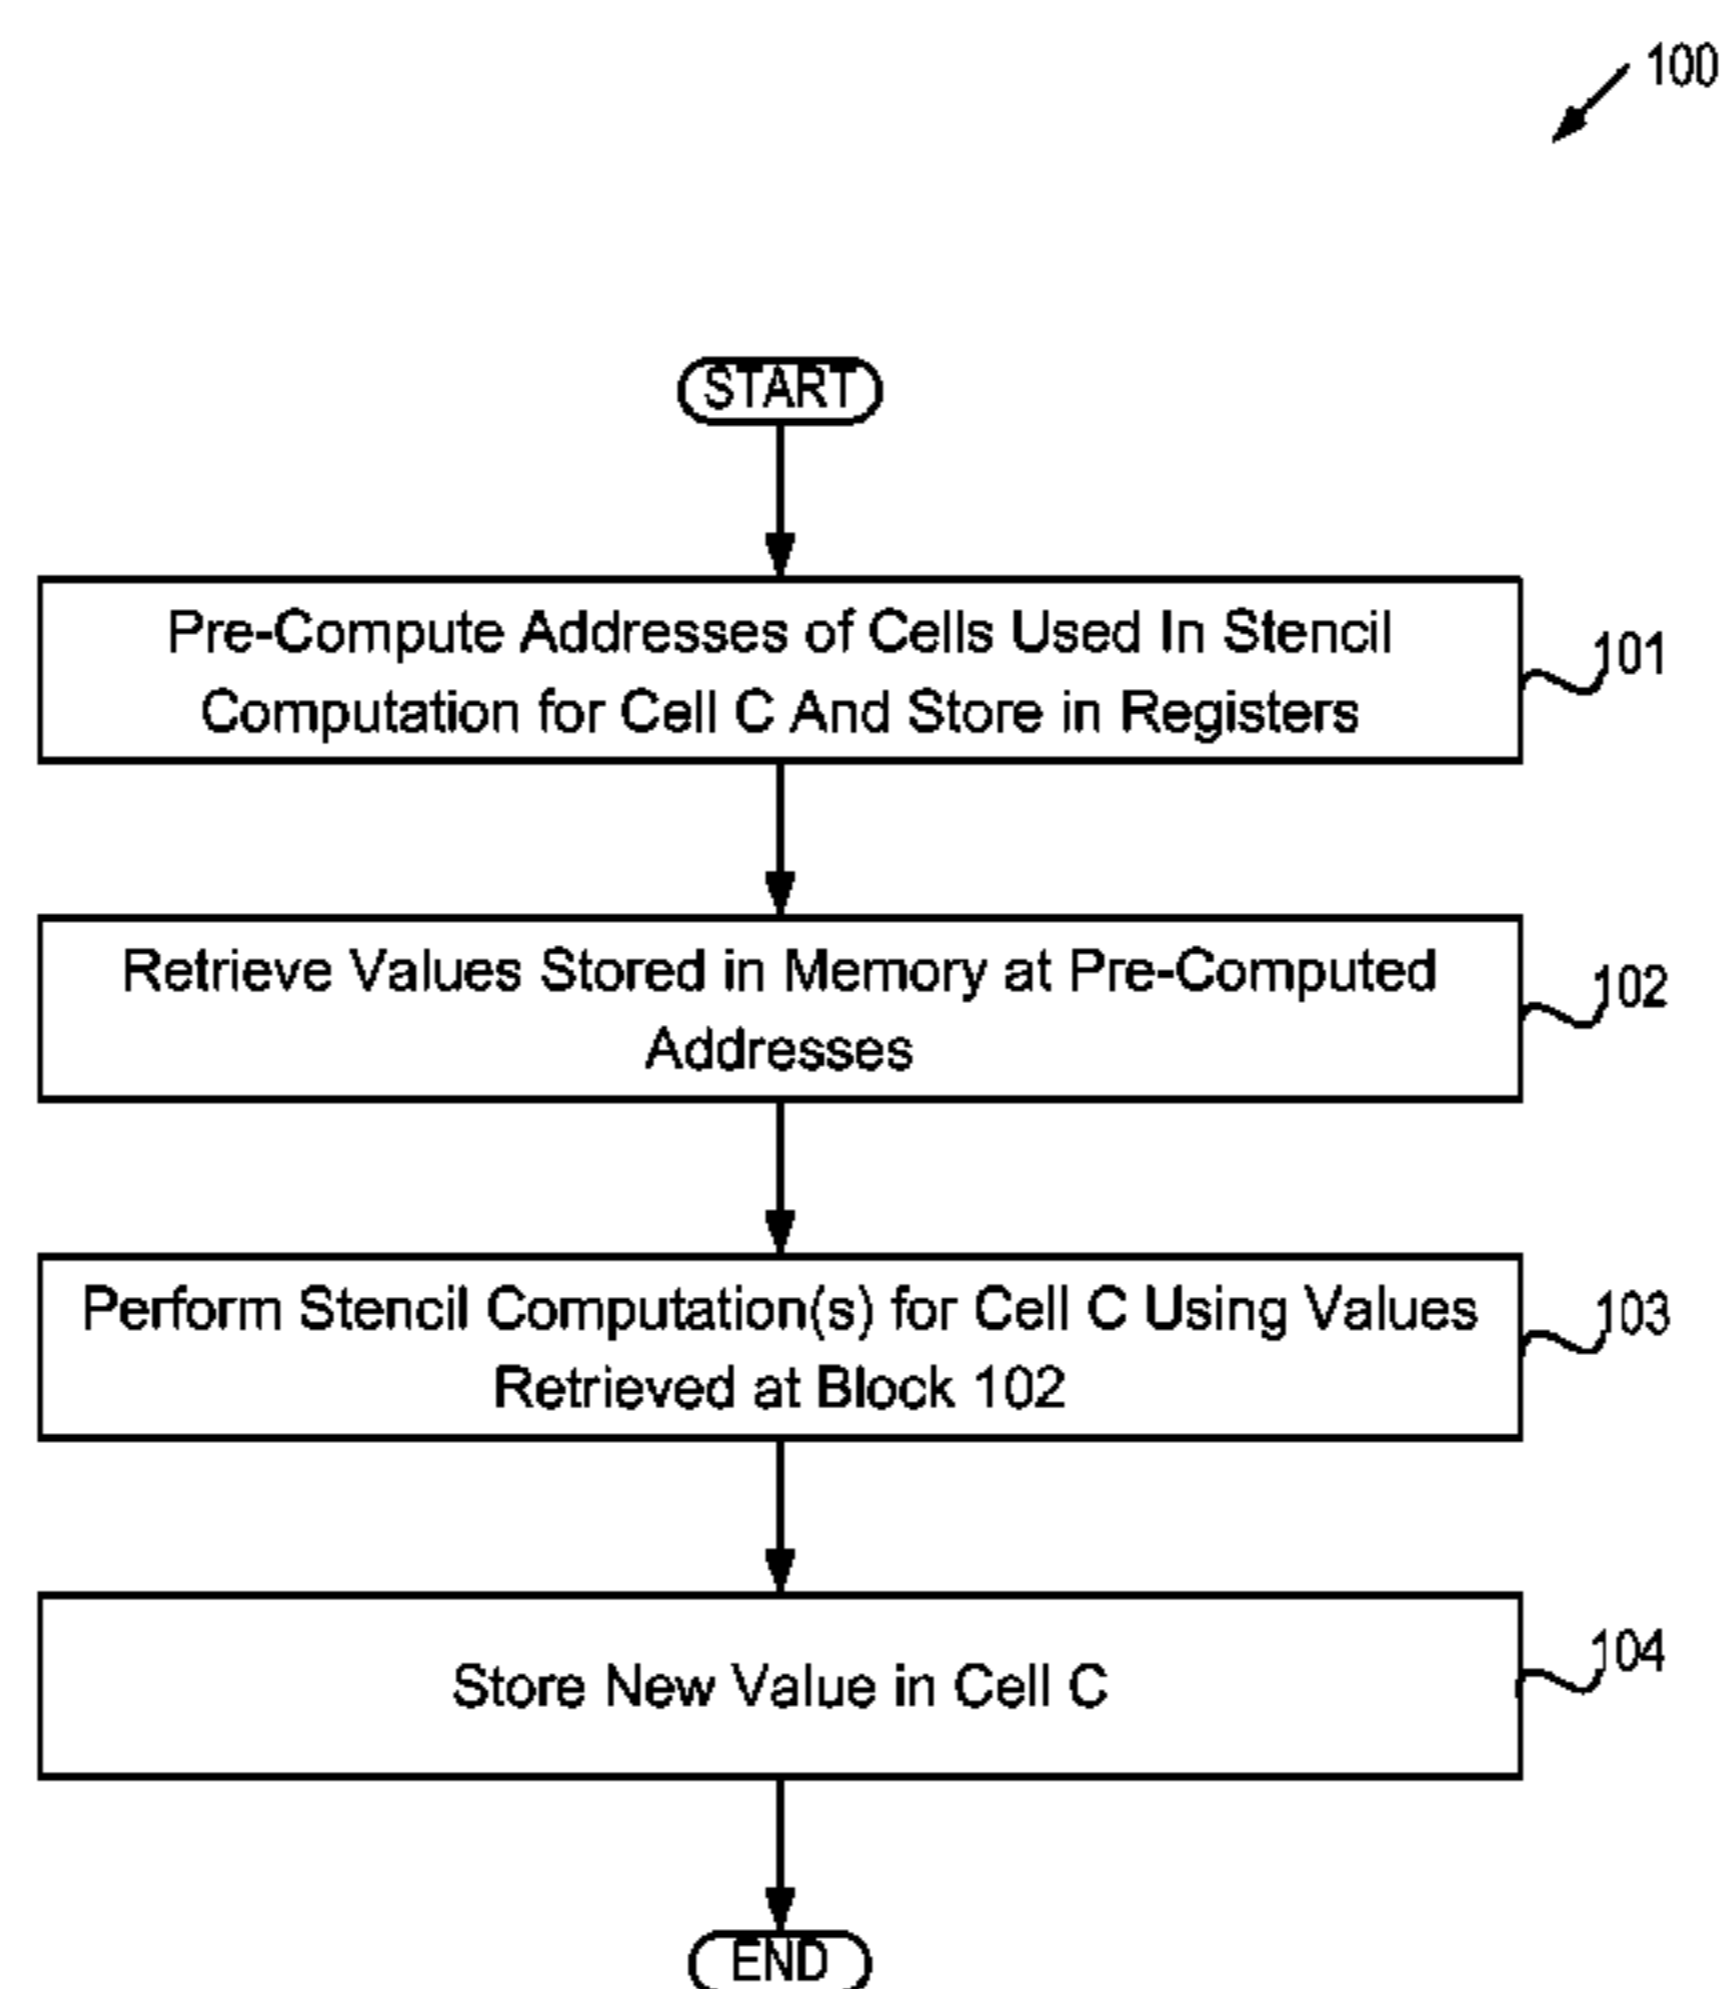 100
START
Pre-Compute Addresses of Cells Used In Stencil
Computation for Cell C And Store in Registers
101
Retrieve Values Stored in Memory at Pre-Computed
Addresses
102
Perform Stencil Computation(s) for Cell C Using Values
Retrieved at Block 102
103
Store New Value in Cell C
104
END